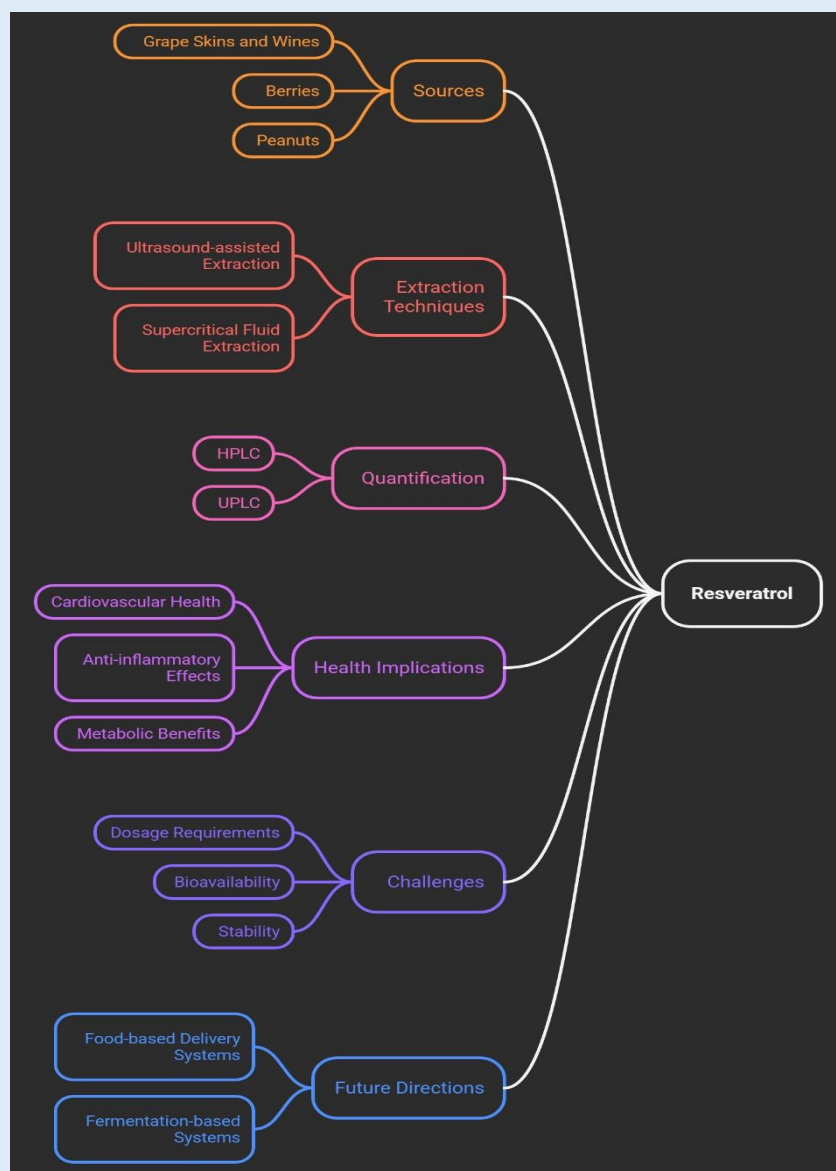 Grape Skins and Wines
Berries
Peanuts
Sources
Ultrasound-assisted
Extraction
Supercritical Fluid
Extraction
Extraction
Techniques
HPLC
UPLC
Quantification
Cardiovascular Health
Anti-inflammatory
Effects
Metabolic Benefits
Health Implications
Dosage Requirements
Bioavailability
Stability
Challenges
Food-based Delivery
Systems
Fermentation-based
Systems
Future Directions
Resveratrol